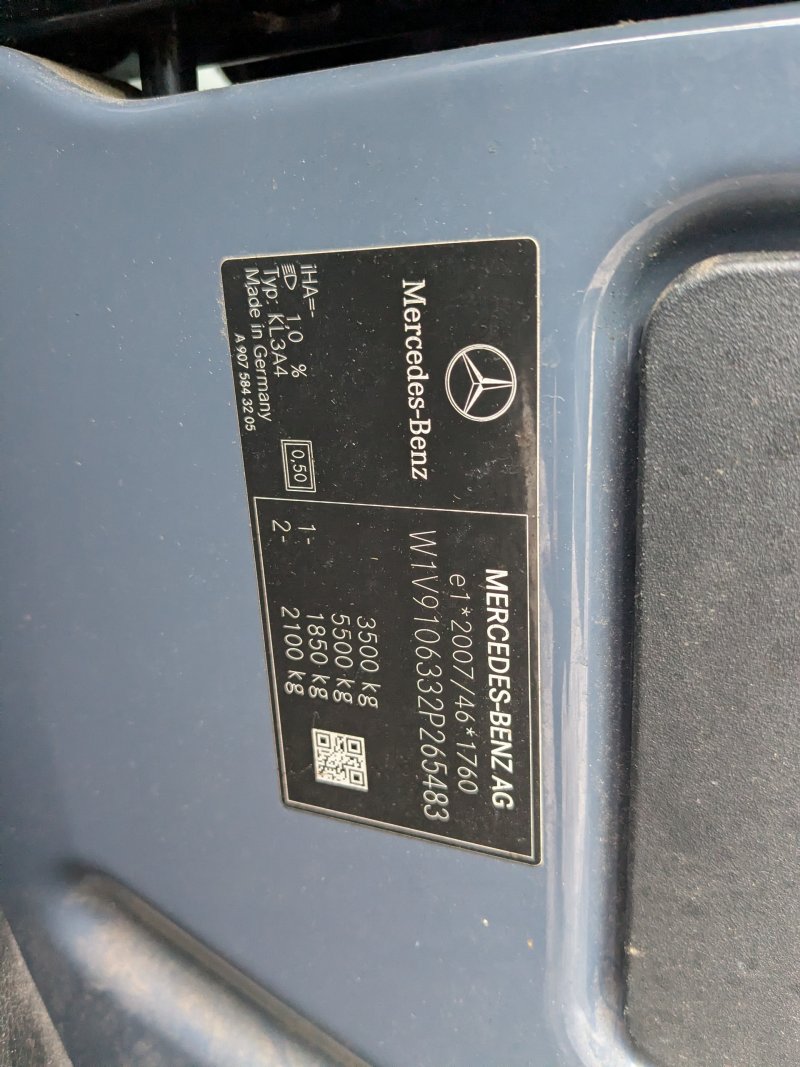 Mercedes-Benz
iHA=-
1,0 %
Typ: KL3A4
Made in Germany
A 907 584 32 05
0,50
MERCEDES-BENZ AG
e1*2007/46*1760
W1V9106332P265483
3500 kg
5500 kg
1- 1850 kg
2- 2100 kg